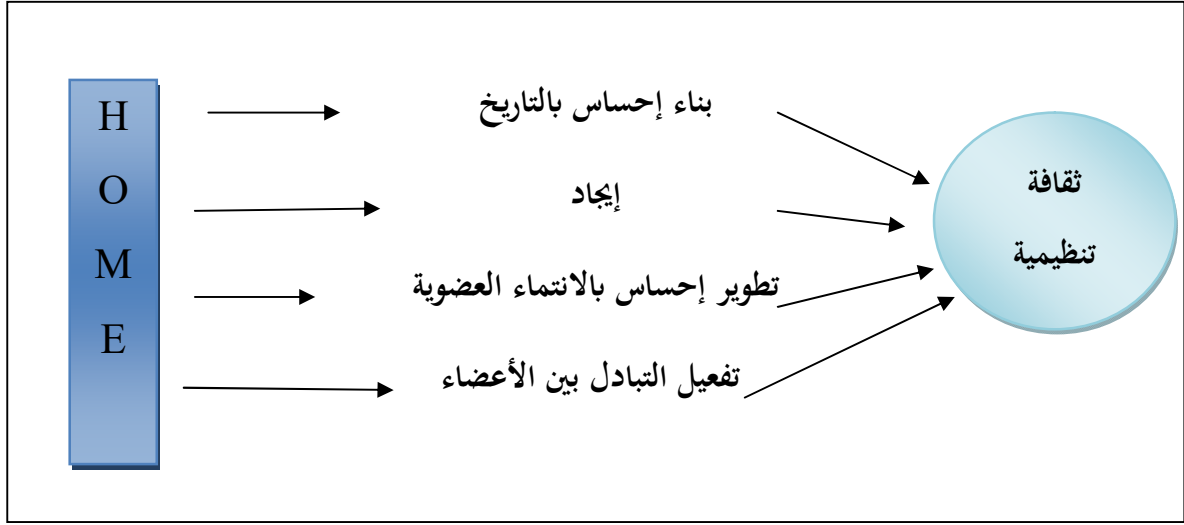 H
O
M
E
بناء إحساس بالتاريخ
إيجاد
تطوير إحساس بالانتماء العضوية
تفعيل التبادل بين الأعضاء
ثقافة
تنظيمية